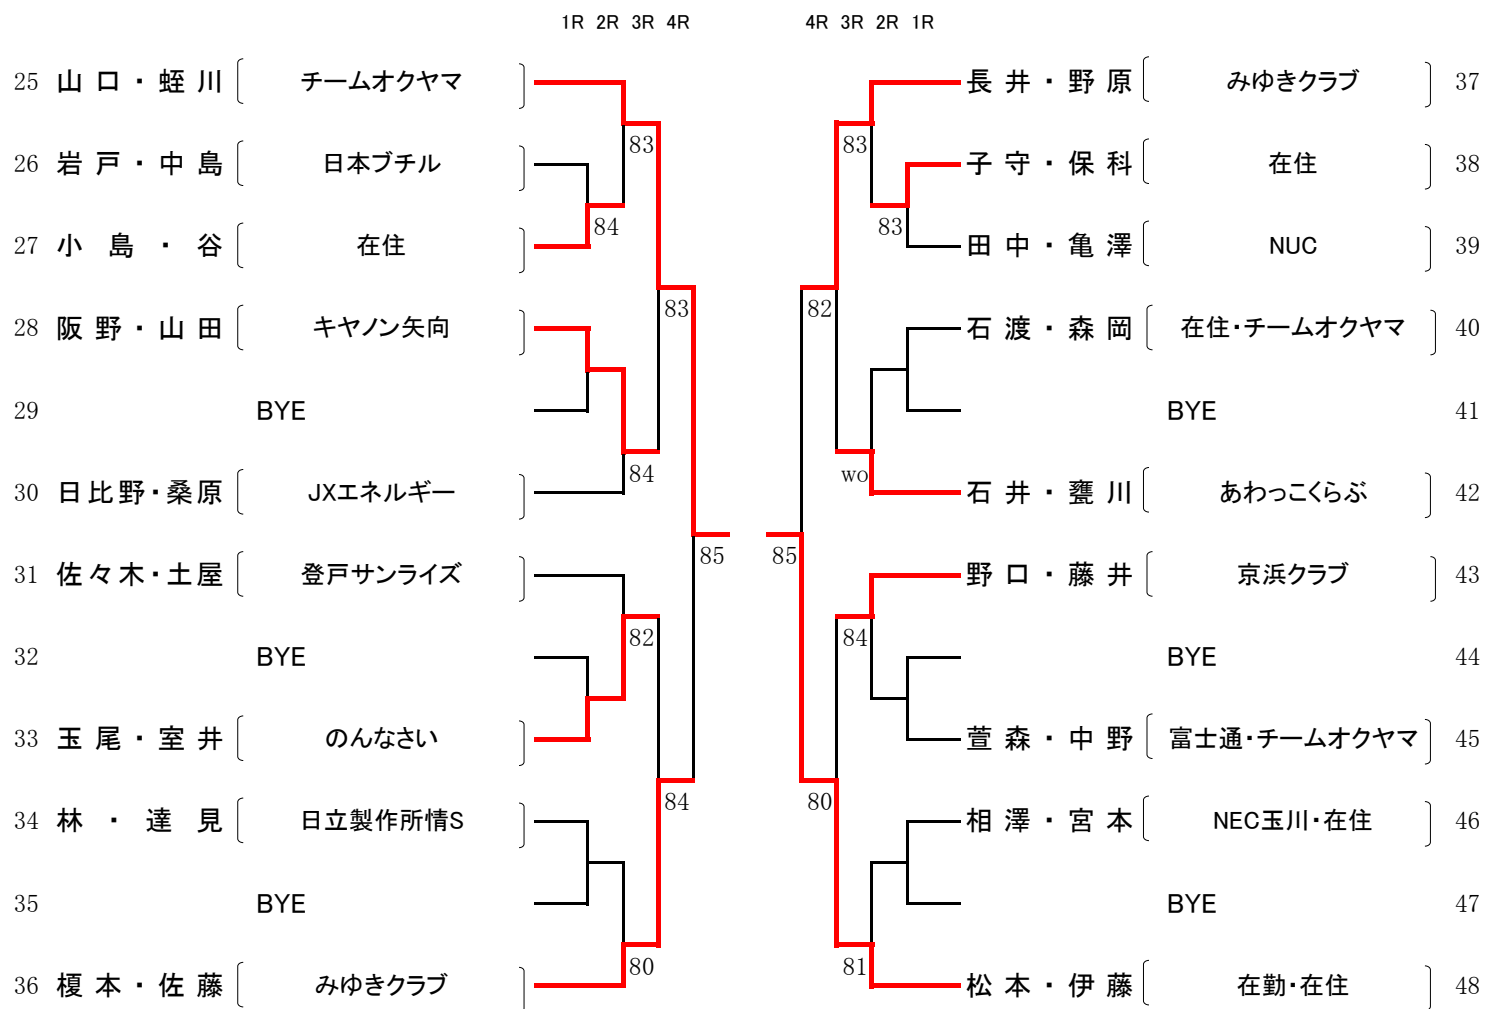 1R 2R 3R 4R 4R 3R 2R 1R
25 山口・蛭川 チームオクヤマ 長井・野原 みゆきクラブ 37
83 83
26 岩戸・中島 日本ブチル 子守・保科 在住 38
84 83
27 小島・谷 在住 田中・亀澤 NUC 39
83 82
28 阪野・山田 キヤノン矢向 石渡・森岡 在住・チームオクヤマ 40
29 BYE BYE 41
84 wo
30 日比野・桑原 JXエネルギー 石井・甕川 あわっこくらぶ 42
85 85
31 佐々木・土屋 登戸サンライズ 野口・藤井 京浜クラブ 43
82 84
32 BYE BYE 44
33 玉尾・室井 のんなさい 萱森・中野 富士通・チームオクヤマ 45
84 80
34 林・達見 日立製作所情S 相澤・宮本 NEC玉川・在住 46
35 BYE BYE 47
80 81
36 榎本・佐藤 みゆきクラブ 松本・伊藤 在勤・在住 48